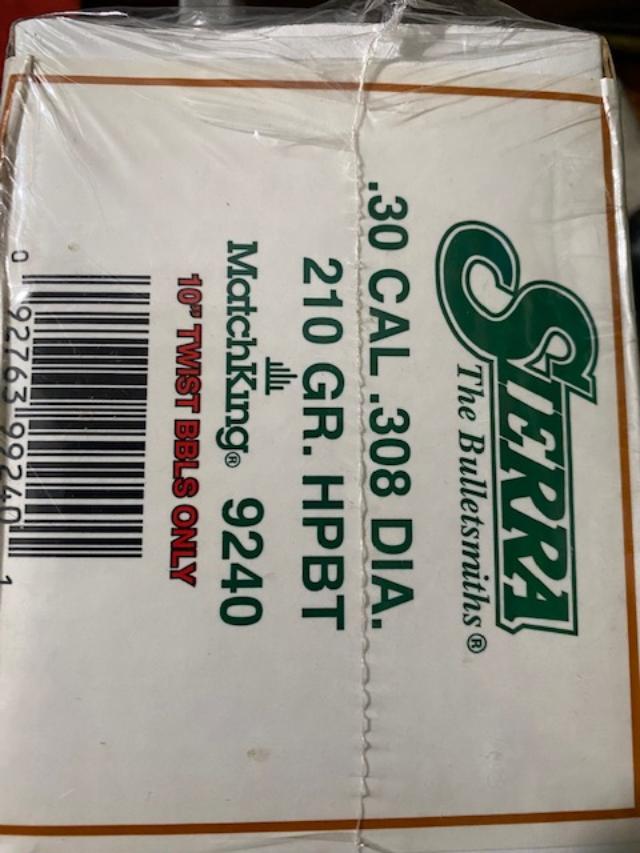 SIERRA
The Bulletsmiths®
.30 CAL .308 DIA.
210 GR. HPBT
MatchKing® 9240
10" TWIST BBLS ONLY
0 92763 99240 1